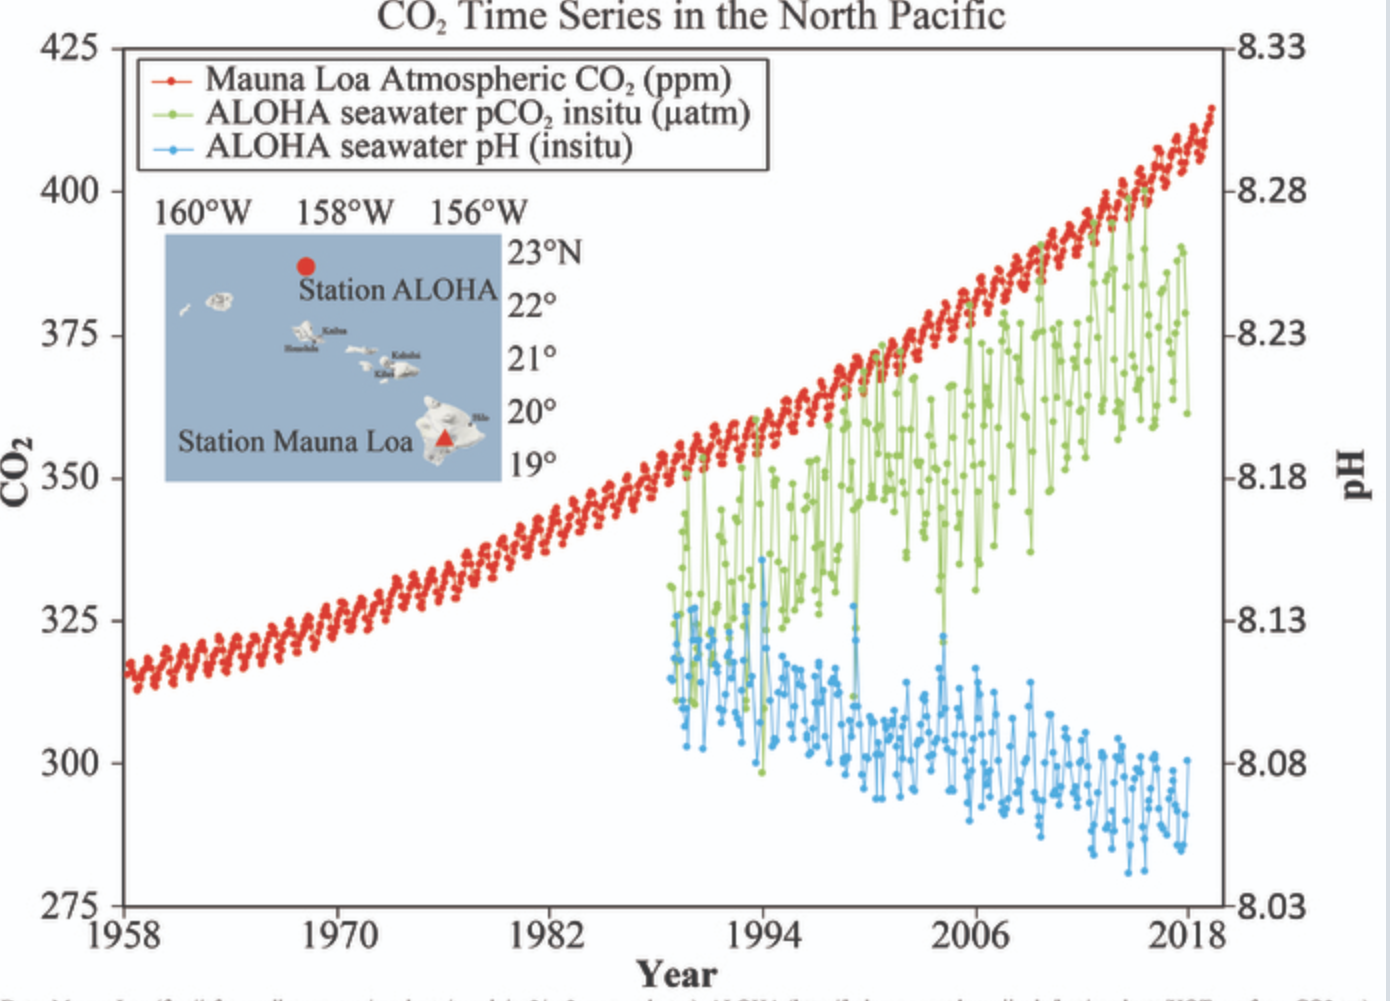 CO₂ Time Series in the North Pacific
425
8.33
Mauna Loa Atmospheric CO₂ (ppm)
ALOHA seawater pCO₂ insitu (µatm)
ALOHA seawater pH (insitu)
400
8.28
160°W 158°W 156°W
23°N
Station ALOHA
22°
21°
20°
Station Mauna Loa
19°
375
8.23
350
8.18
325
8.13
300
8.08
275
8.03
CO₂
pH
1958 1970 1982 1994 2006 2018
Year